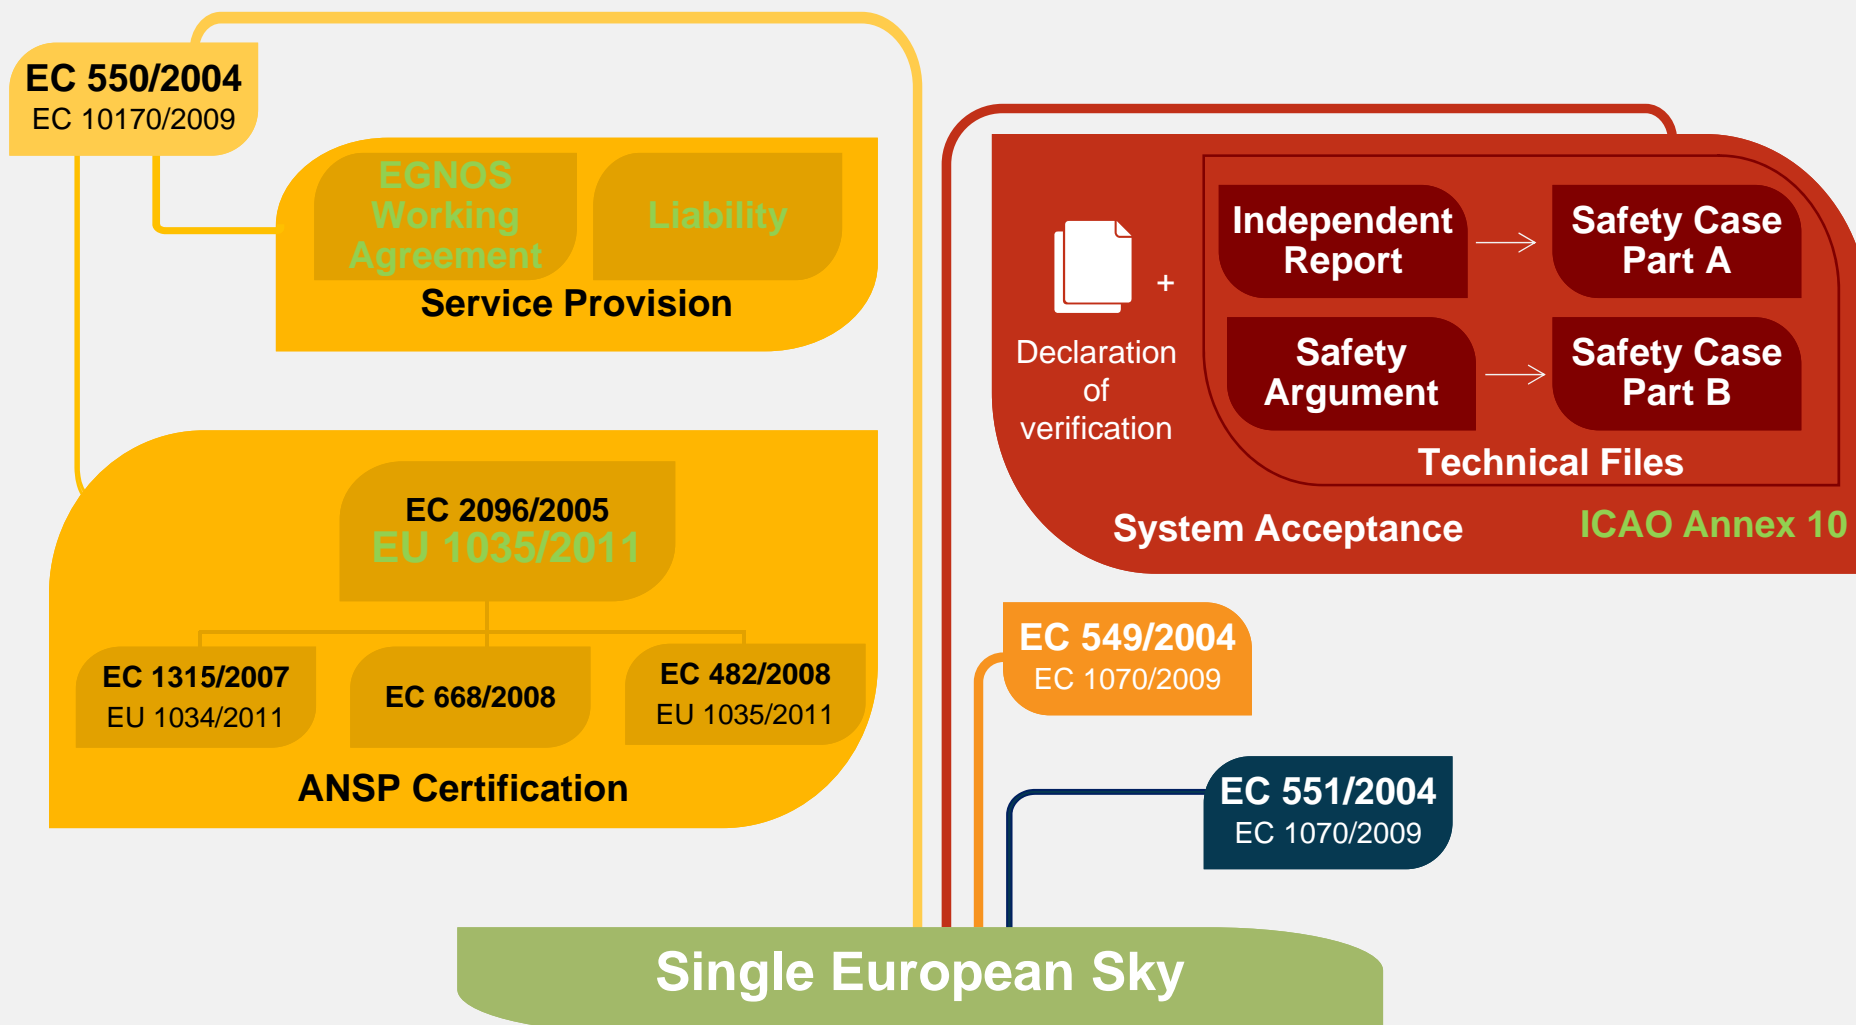 EC 550/2004
EC 10170/2009
EGNOS
Working
Agreement
Liability
Service Provision
EC 2096/2005
EU 1035/2011
EC 1315/2007
EU 1034/2011
EC 668/2008
EC 482/2008
EU 1035/2011
ANSP Certification
+
Declaration
of
verification
Independent
Report
Safety Case
Part A
Safety
Argument
Safety Case
Part B
Technical Files
System Acceptance
ICAO Annex 10
EC 549/2004
EC 1070/2009
EC 551/2004
EC 1070/2009
Single European Sky